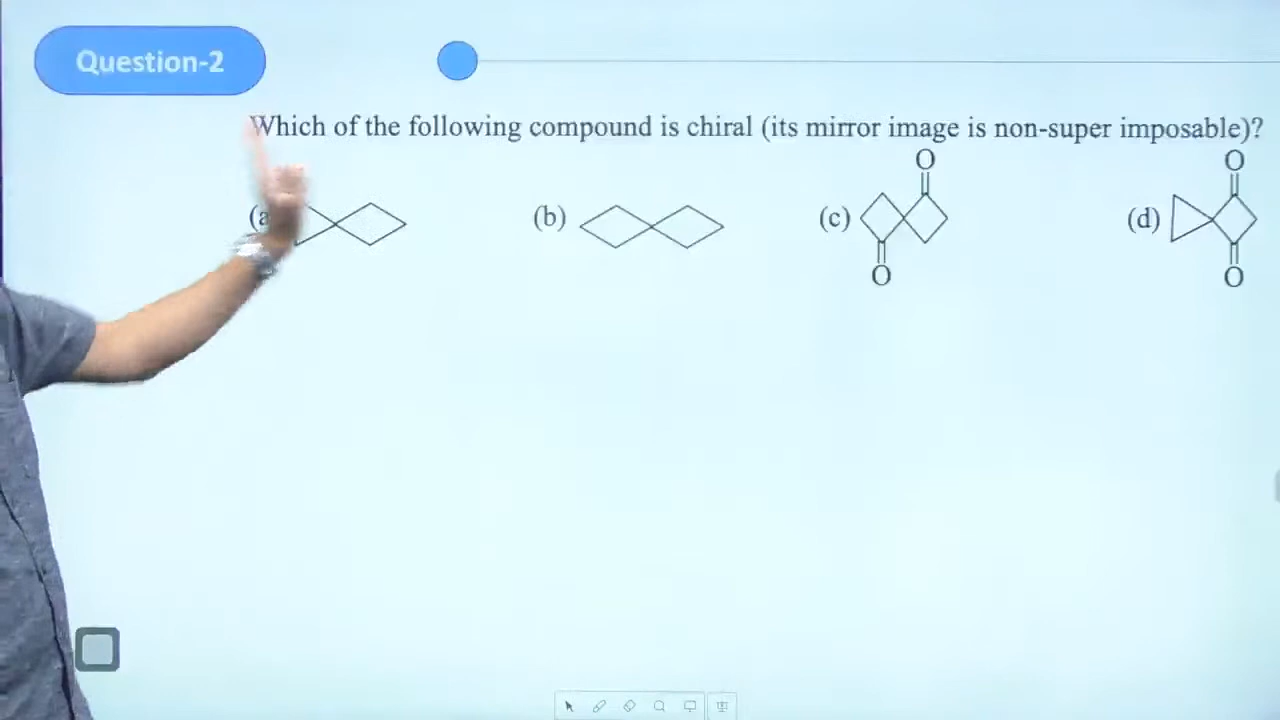 Question-2
Which of the following compound is chiral (its mirror image is non-super imposable)?
(a
(b)
(c)
(d)
O
O
O
O